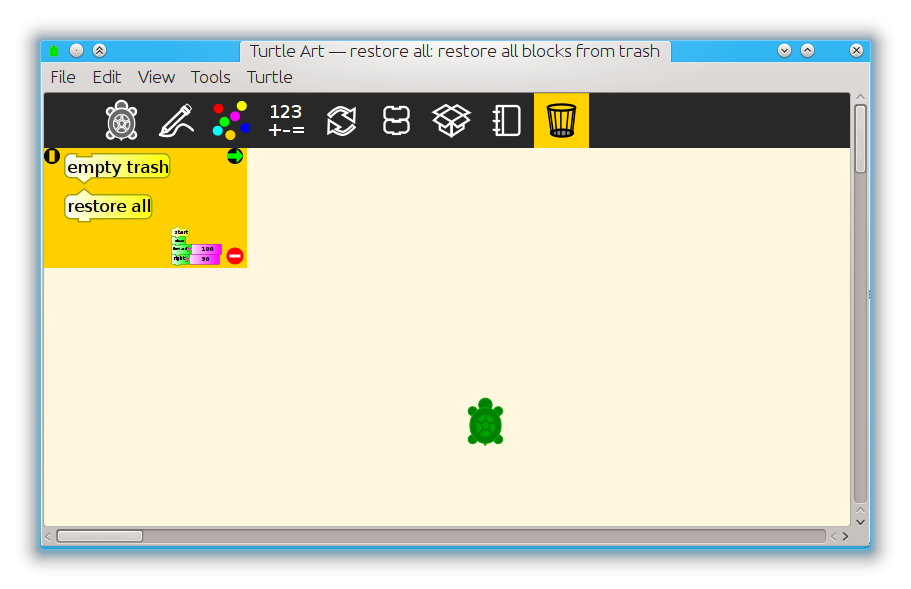 Turtle Art — restore all: restore all blocks from trash
File Edit View Tools Turtle
123
+-=
empty trash
restore all
start
100
right 90